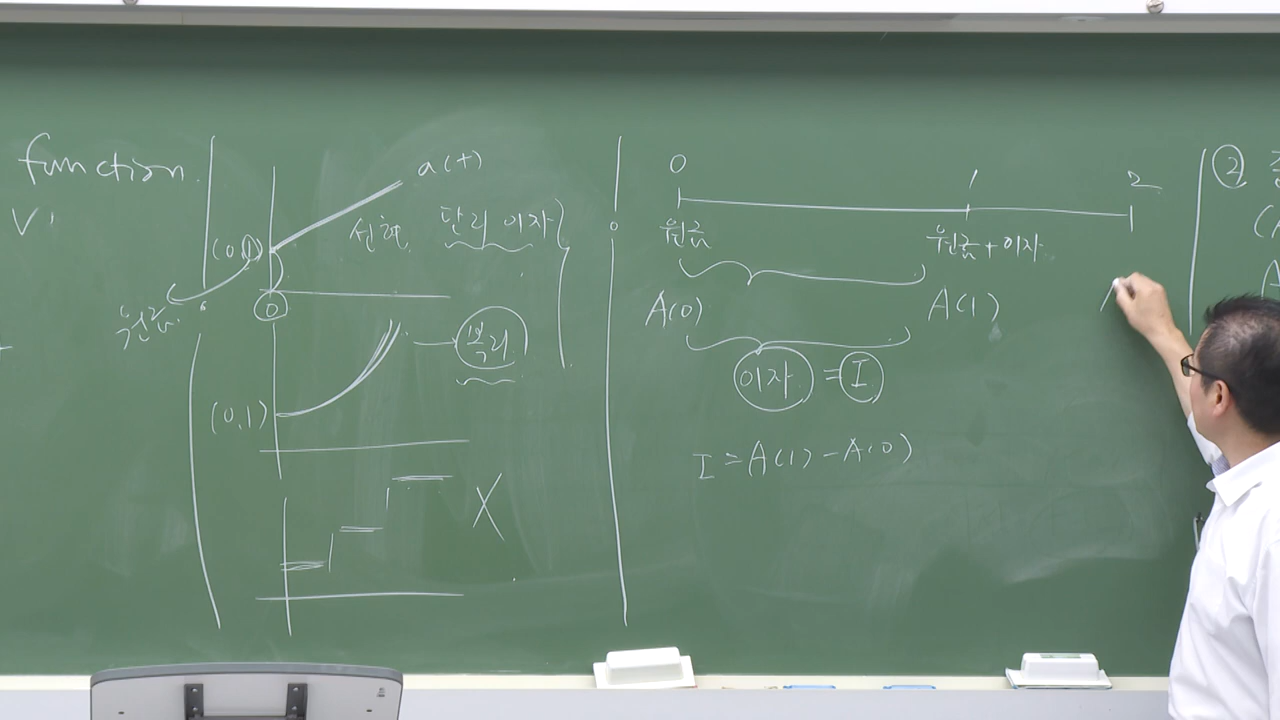 function.
V
a(t)
선형, 단리 이자
(0,1)
원금
0
복리
(0,1)
X
0 1 2
원금 원금+이자
A(0) A(1)
이자 = I
I = A(1) - A(0)
②